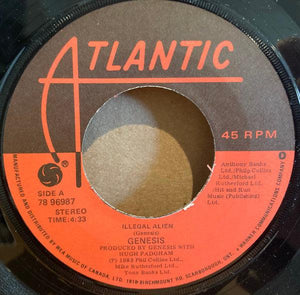 ATLANTIC
45 RPM
SIDE A
78 96987
STEREO
TIME:4:33
Anthony Banks
Ltd./Philip Collins
Ltd./Michael
Rutherford Ltd./
Hit and Run
Music (Publishing)
Ltd.
ILLEGAL ALIEN
(Genesis)
GENESIS
PRODUCED BY GENESIS WITH
HUGH PADGHAM
(P) 1983 Phil Collins Ltd.,
Mike Rutherford Ltd.,
Tony Banks Ltd.
MANUFACTURED AND DISTRIBUTED BY WEA MUSIC OF CANADA, LTD. 1810 BIRCHMOUNT RD., SCARBOROUGH, ONT. A WARNER COMMUNICATIONS COMPANY